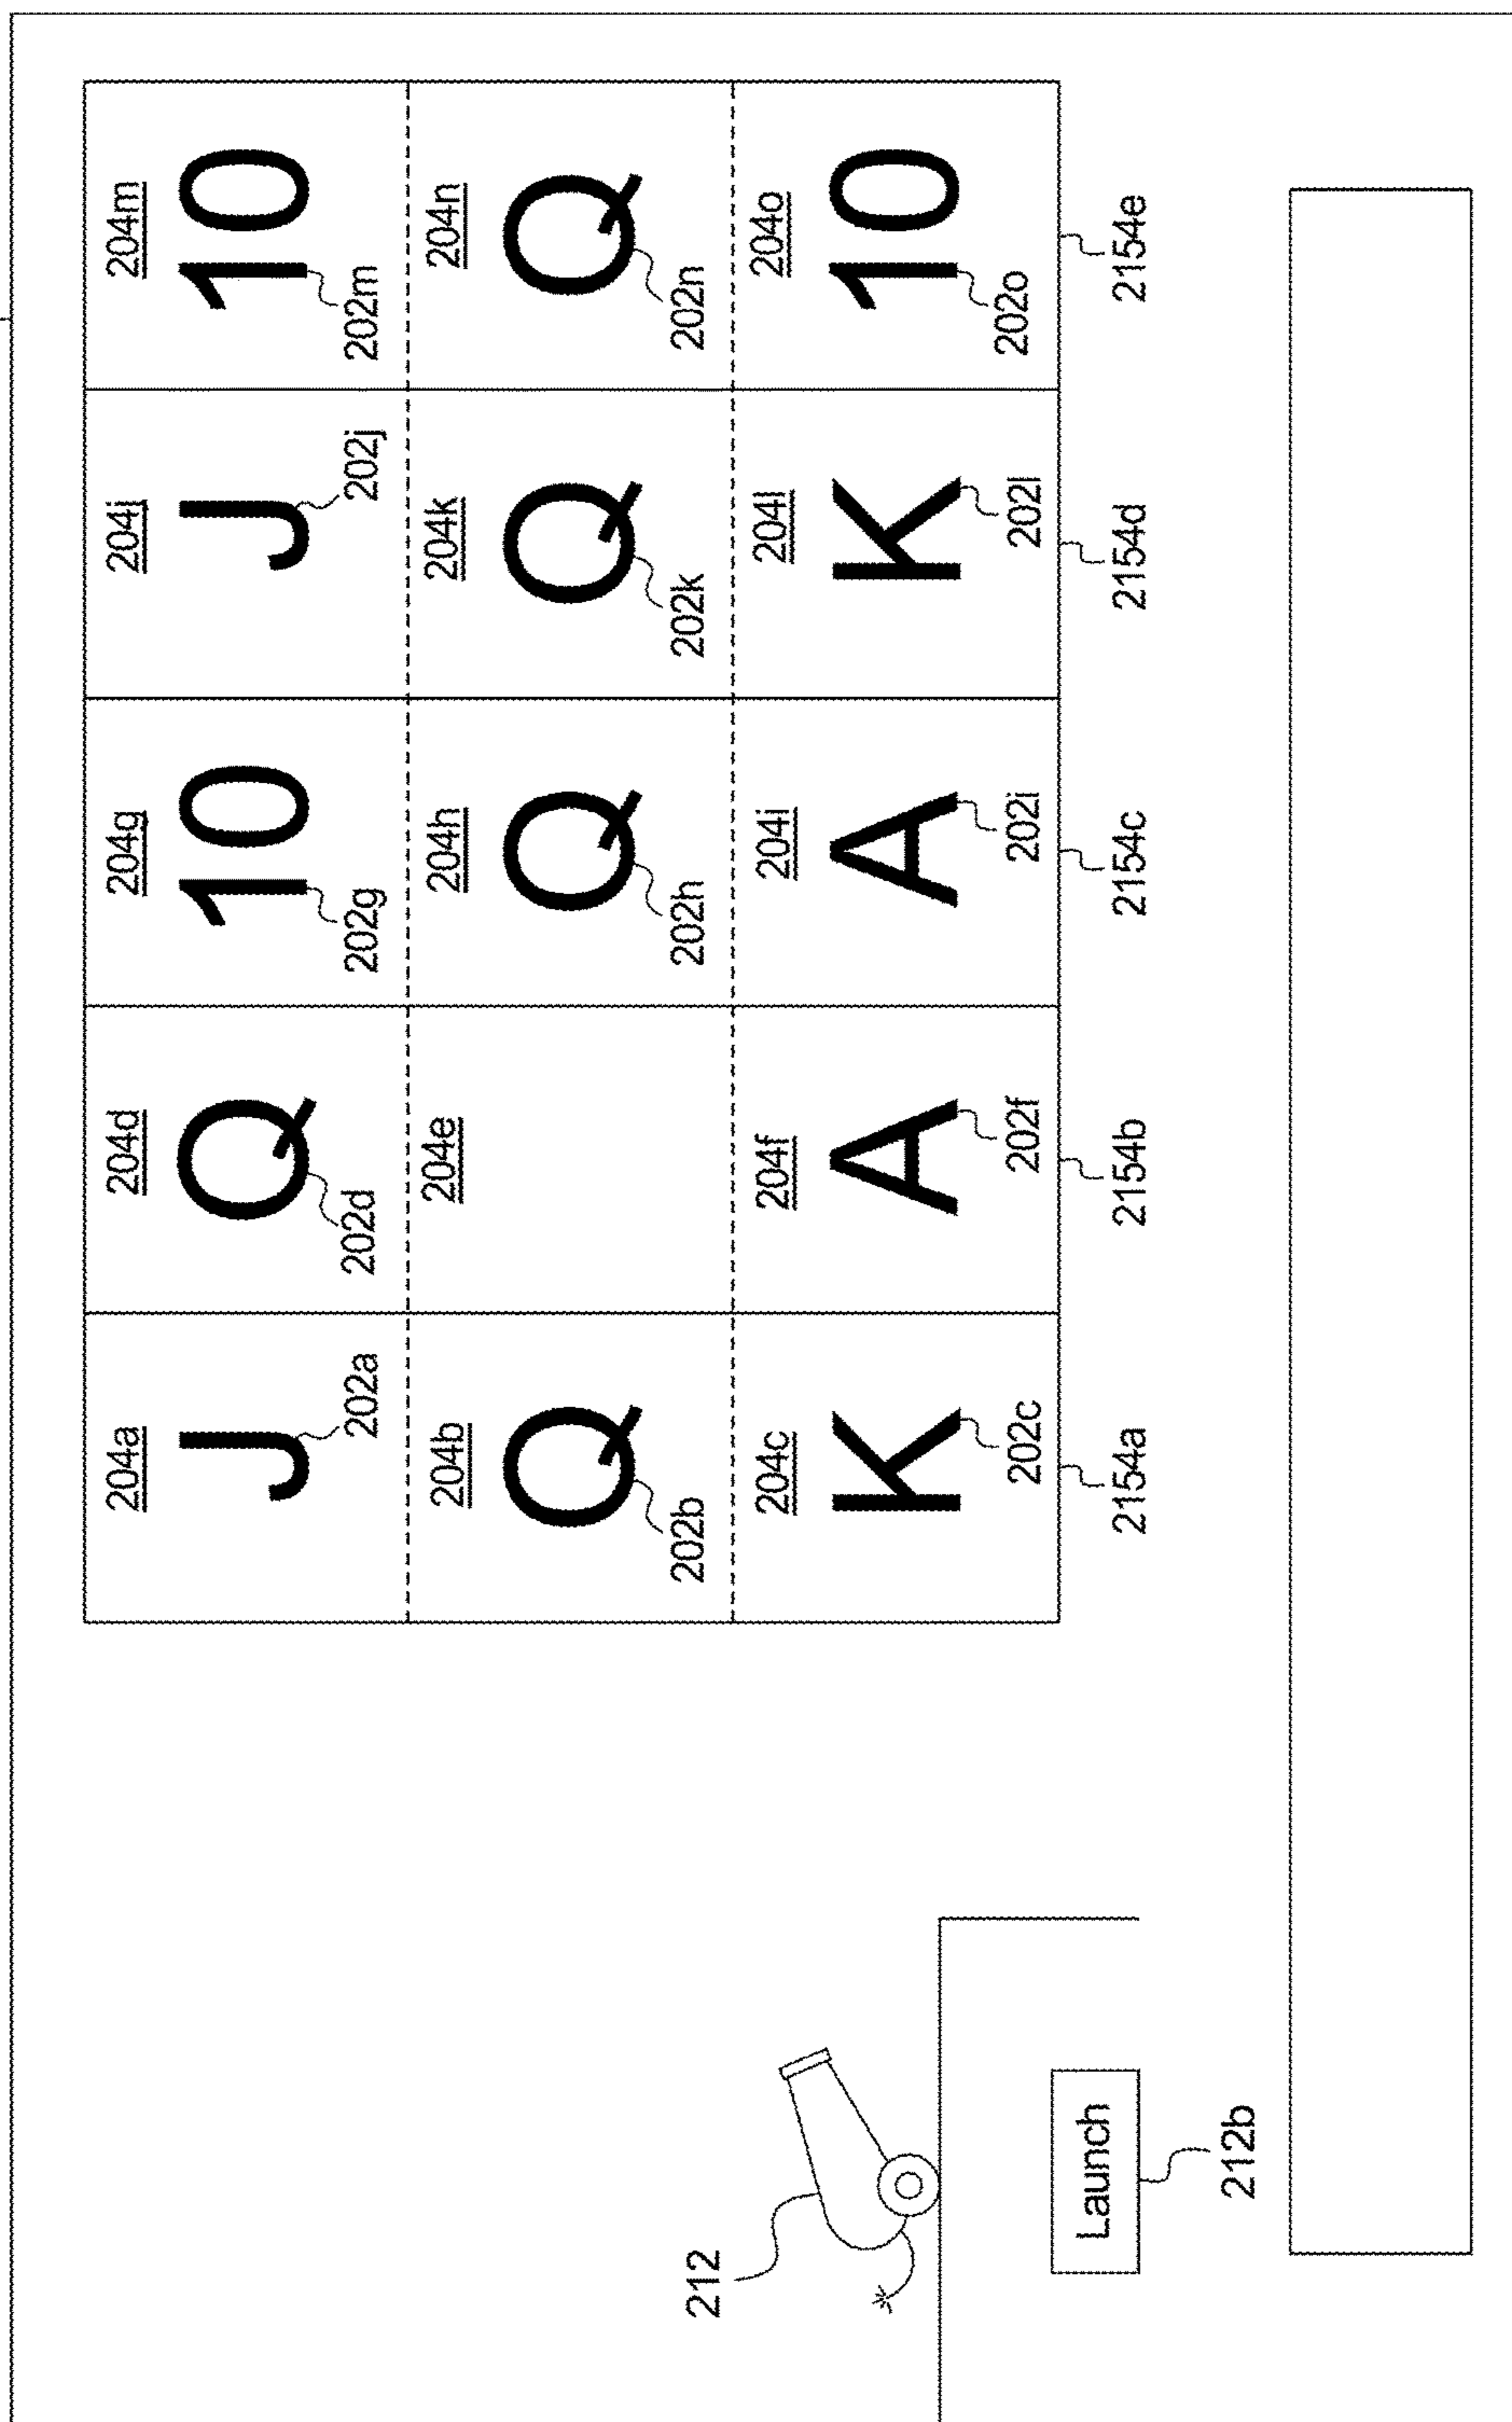 204a 204d 204g 204j 204m
J Q 10 J 10
202a 202d 202g 202j 202m
204b 204e 204h 204k 204n
Q Q Q Q
202b 202h 202k 202n
204c 204f 204i 204l 204o
K A A K 10
202c 202f 202i 202l 202o
2154a 2154b 2154c 2154d 2154e
212
Launch
212b